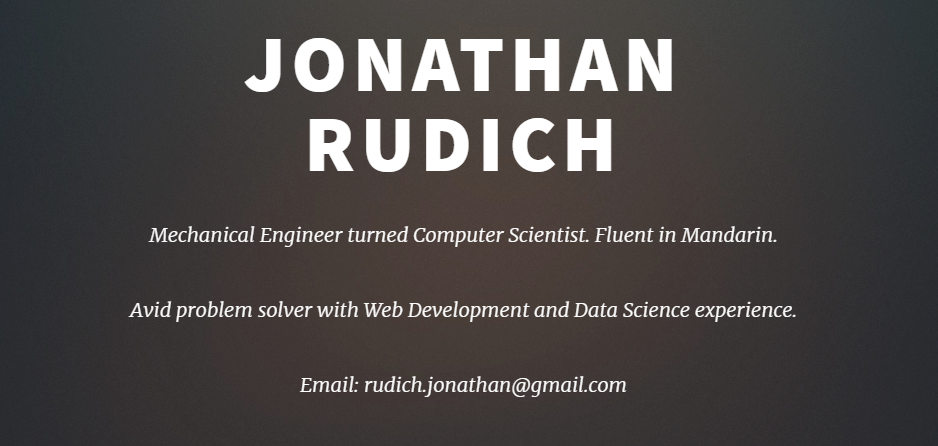 JONATHAN
RUDICH
Mechanical Engineer turned Computer Scientist. Fluent in Mandarin.
Avid problem solver with Web Development and Data Science experience.
Email: rudich.jonathan@gmail.com